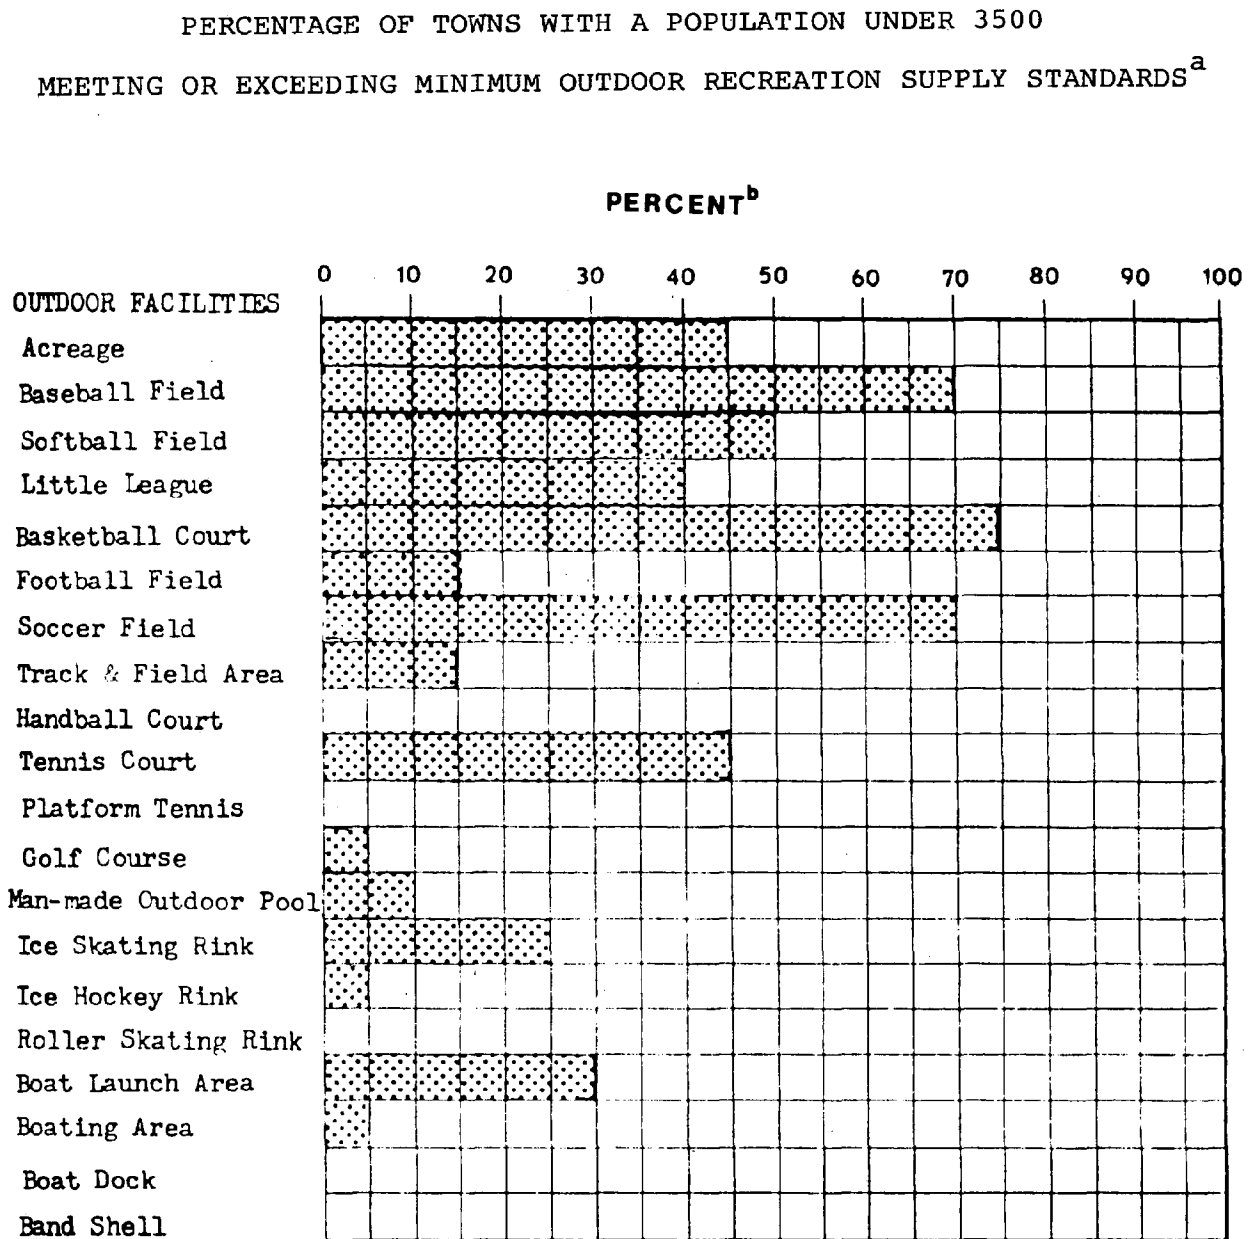 PERCENTAGE OF TOWNS WITH A POPULATION UNDER 3500
MEETING OR EXCEEDING MINIMUM OUTDOOR RECREATION SUPPLY STANDARDSa
PERCENTb
0 10 20 30 40 50 60 70 80 90 100
OUTDOOR FACILITIES
Acreage
Baseball Field
Softball Field
Little League
Basketball Court
Football Field
Soccer Field
Track & Field Area
Handball Court
Tennis Court
Platform Tennis
Golf Course
Man-made Outdoor Pool
Ice Skating Rink
Ice Hockey Rink
Roller Skating Rink
Boat Launch Area
Boating Area
Boat Dock
Band Shell